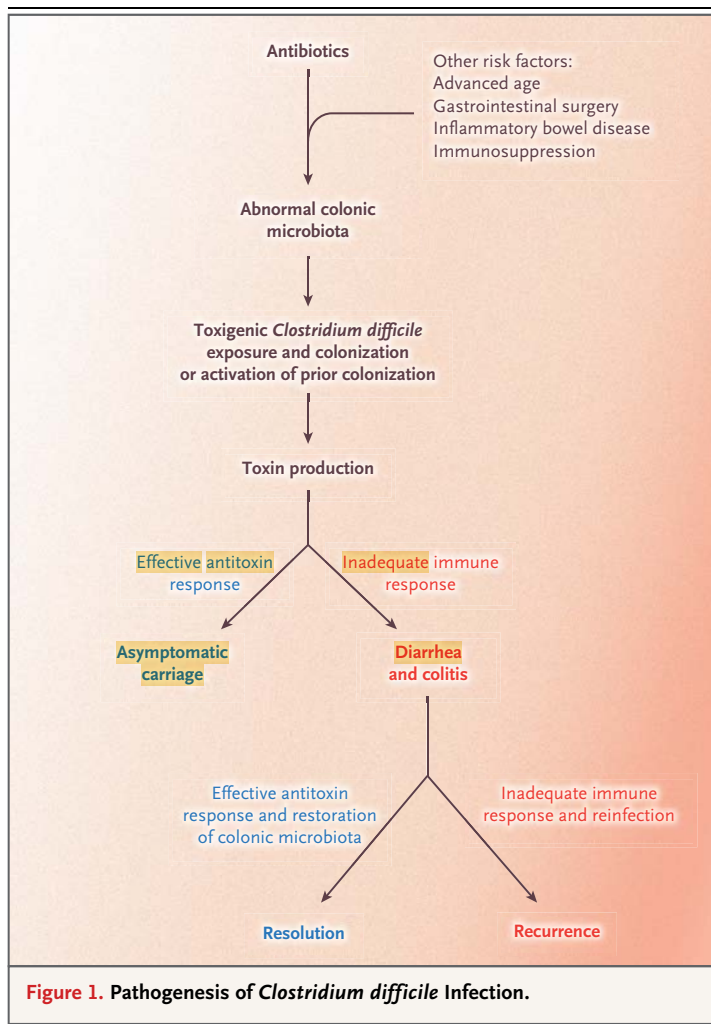 Antibiotics
Other risk factors:
Advanced age
Gastrointestinal surgery
Inflammatory bowel disease
Immunosuppression
Abnormal colonic
microbiota
Toxigenic Clostridium difficile
exposure and colonization
or activation of prior colonization
Toxin production
Effective antitoxin
response
Inadequate immune
response
Asymptomatic
carriage
Diarrhea
and colitis
Effective antitoxin
response and restoration
of colonic microbiota
Inadequate immune
response and reinfection
Resolution
Recurrence
Figure 1. Pathogenesis of Clostridium difficile Infection.